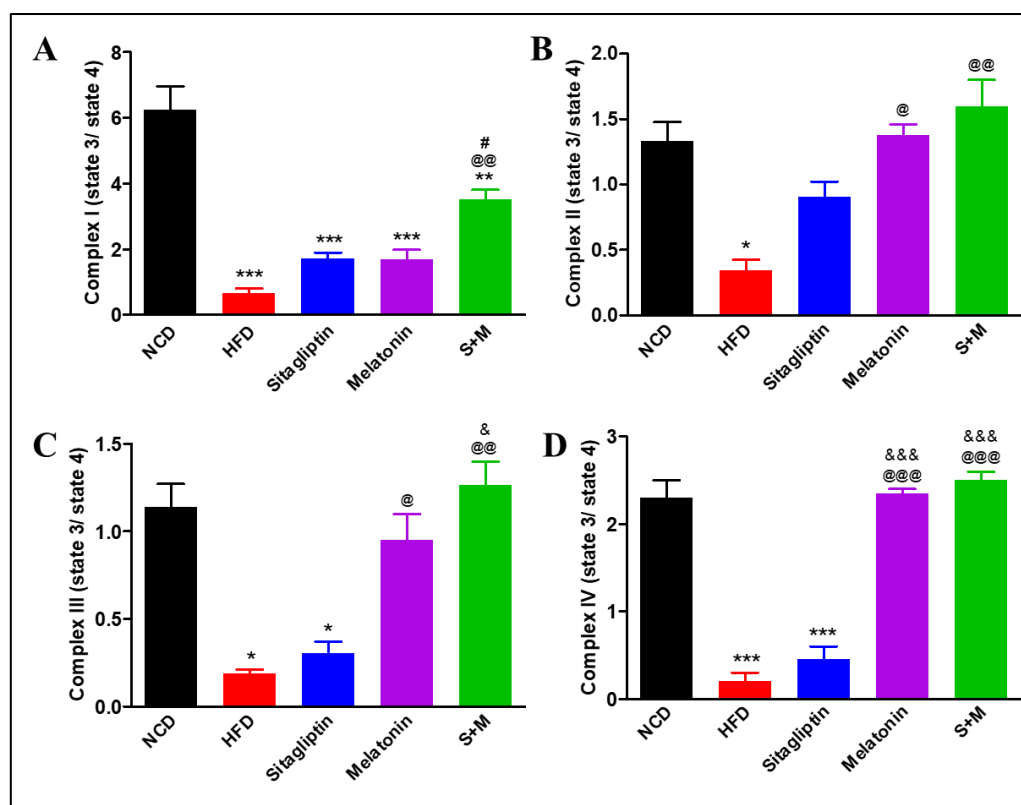 A
Complex I (state 3/ state 4)
8
6
4
2
0
***
***
***
#
@@
**
NCD
HFD
Sitagliptin
Melatonin
S+M
B
Complex II (state 3/ state 4)
2.0
1.5
1.0
0.5
0.0
*
@
@@
NCD
HFD
Sitagliptin
Melatonin
S+M
C
Complex III (state 3/ state 4)
1.5
1.0
0.5
0.0
*
*
@
&
@@
NCD
HFD
Sitagliptin
Melatonin
S+M
D
Complex IV (state 3/ state 4)
3
2
1
0
***
***
&&&
@@@
&&&
@@@
NCD
HFD
Sitagliptin
Melatonin
S+M